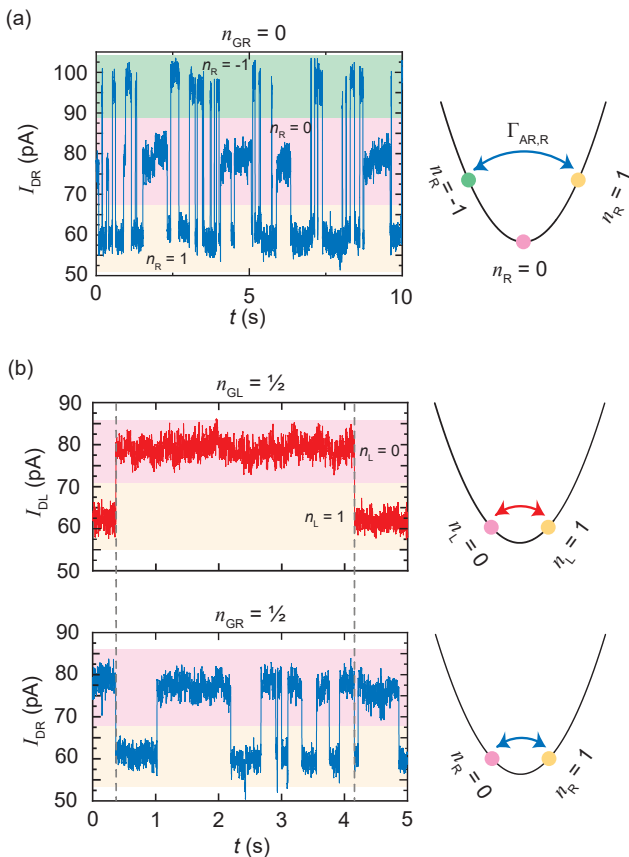 (a)
n_GR = 0
I_DR (pA)
100
90
80
70
60
50
n_R = -1
n_R = 0
n_R = 1
0
5
10
t (s)
Γ_AR,R
n_R = -1
n_R = 1
n_R = 0
(b)
n_GL = ½
I_DL (pA)
90
80
70
60
50
n_L = 0
n_L = 1
n_L = 0
n_L = 1
n_GR = ½
I_DR (pA)
90
80
70
60
50
0
1
2
3
4
5
t (s)
n_R = 0
n_R = 1